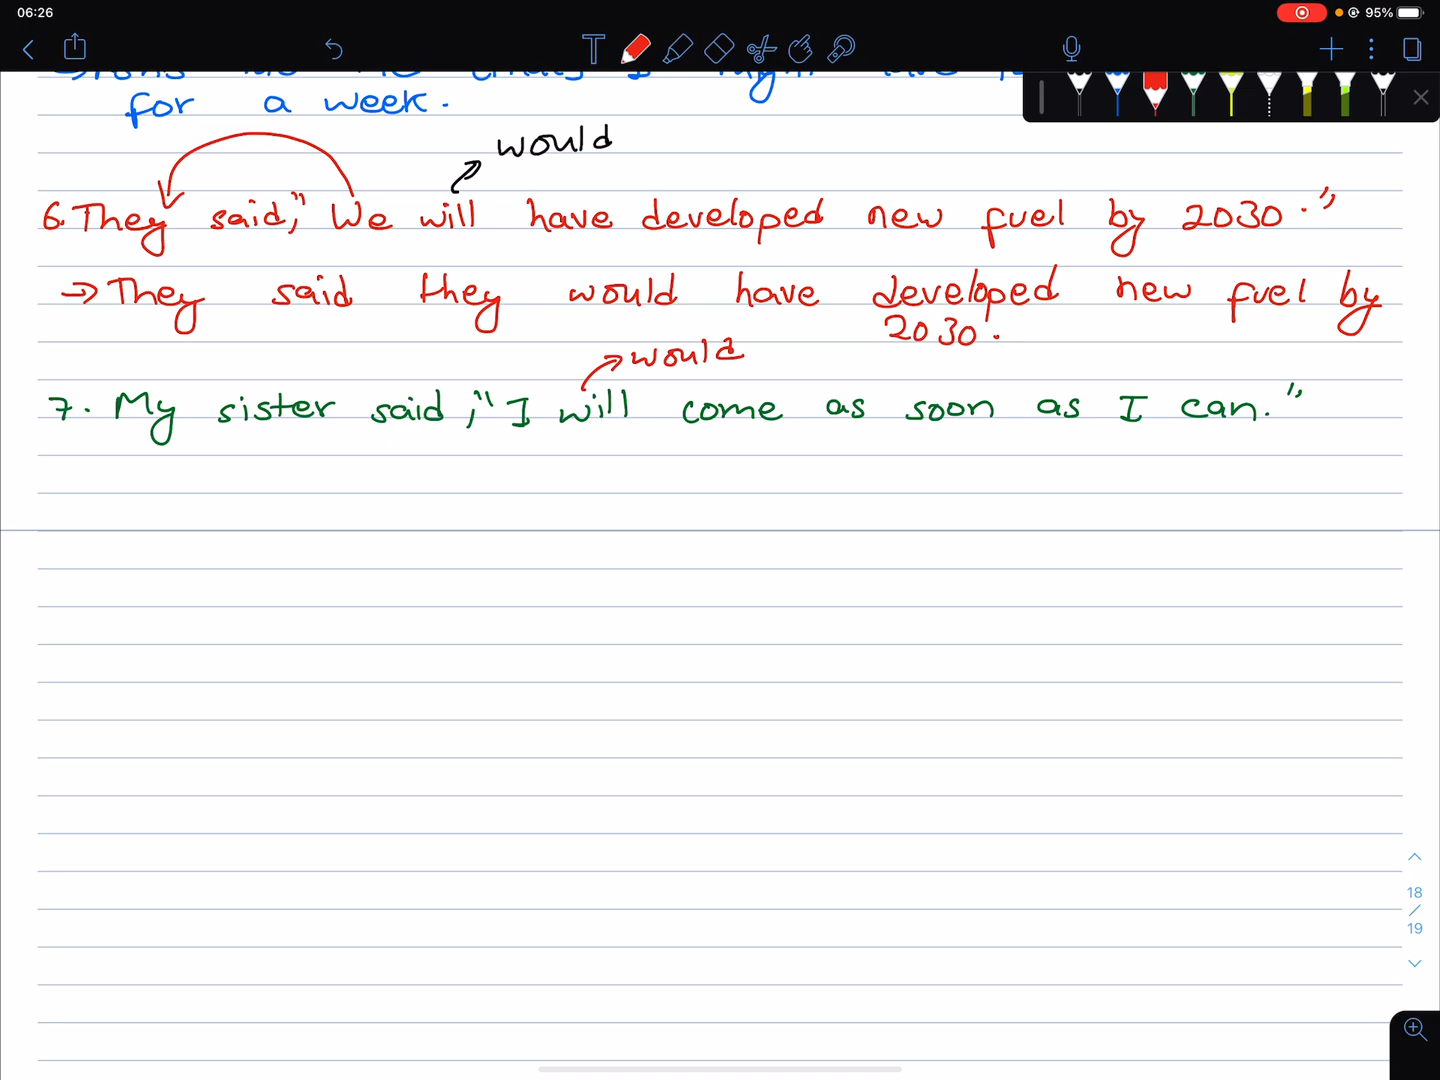 06:26
95%
for a week.
would
6. They said," We will have developed new fuel by 2030."
→ They said they would have developed new fuel by
2030.
would
7. My sister said,"I will come as soon as I can."
18
/
19